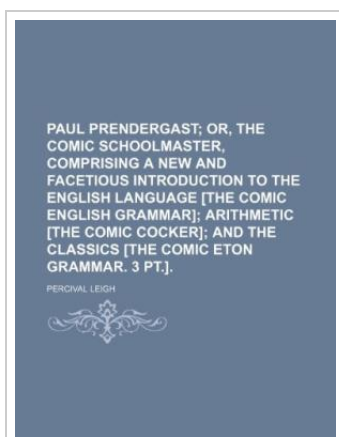 PAUL PRENDERGAST; OR, THE
COMIC SCHOOLMASTER,
COMPRISING A NEW AND
FACETIOUS INTRODUCTION TO THE
ENGLISH LANGUAGE [THE COMIC
ENGLISH GRAMMAR]; ARITHMETIC
[THE COMIC COCKER]; AND THE
CLASSICS [THE COMIC ETON
GRAMMAR. 3 PT.].
PERCIVAL LEIGH